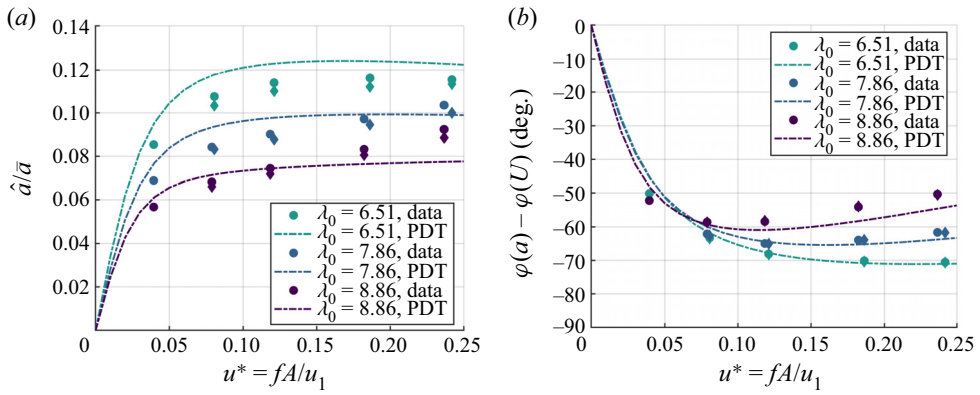 (a)
0.14
0.12
0.10
0.08
0.06
0.04
0.02
0
0.05
0.10
0.15
0.20
0.25
â/a̅
u* = fA/u₁
λ₀ = 6.51, data
λ₀ = 6.51, PDT
λ₀ = 7.86, data
λ₀ = 7.86, PDT
λ₀ = 8.86, data
λ₀ = 8.86, PDT
(b)
0
−10
−20
−30
−40
−50
−60
−70
−80
−90
0
0.05
0.10
0.15
0.20
0.25
φ(a) − φ(U) (deg.)
u* = fA/u₁
λ₀ = 6.51, data
λ₀ = 6.51, PDT
λ₀ = 7.86, data
λ₀ = 7.86, PDT
λ₀ = 8.86, data
λ₀ = 8.86, PDT